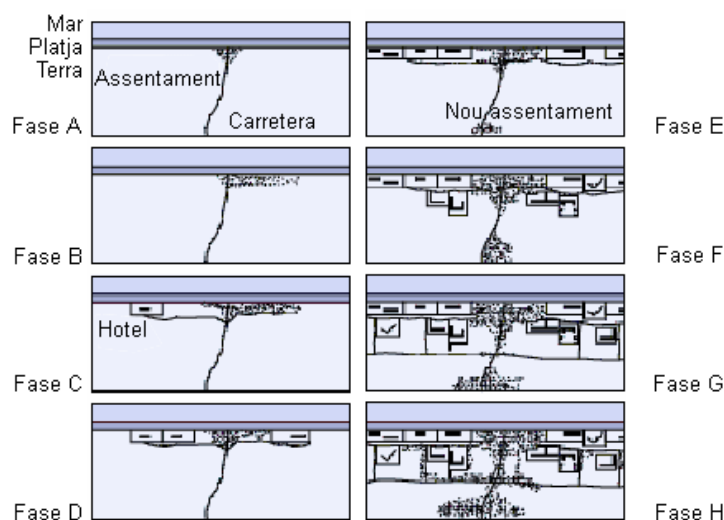 Mar
Platja
Terra
Assentament
Carretera
Fase A
Nou assentament
Fase E
Fase B
Fase F
Hotel
Fase C
Fase G
Fase D
Fase H